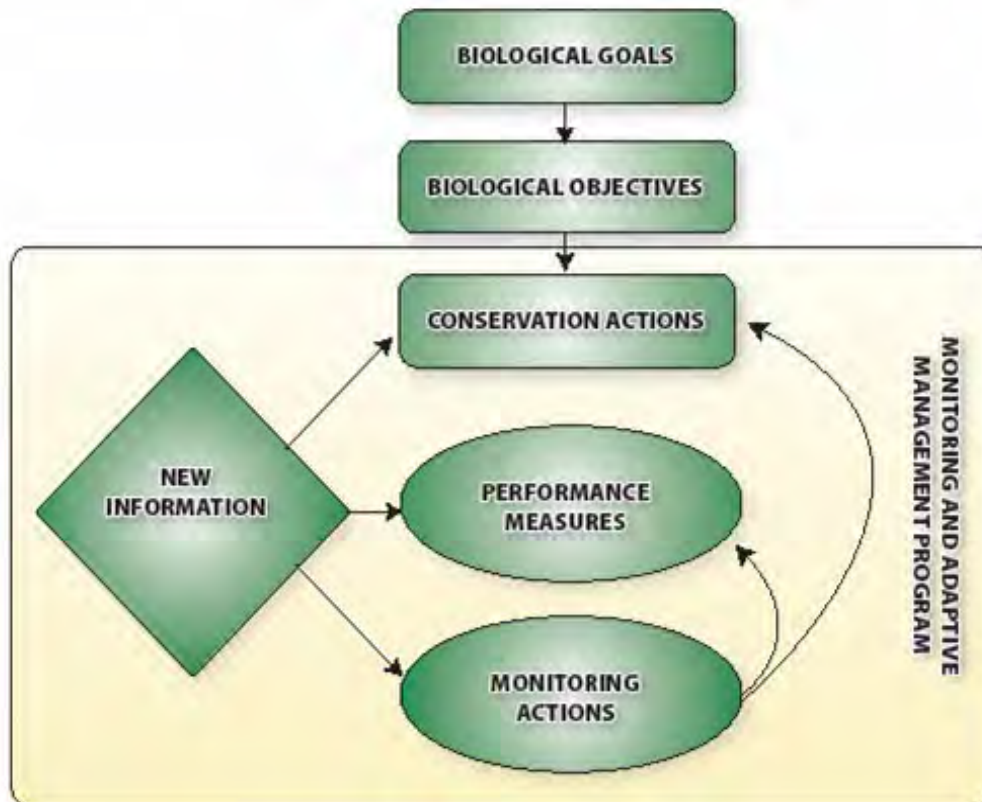 BIOLOGICAL GOALS
BIOLOGICAL OBJECTIVES
CONSERVATION ACTIONS
NEW
INFORMATION
PERFORMANCE
MEASURES
MONITORING
ACTIONS
MONITORING AND ADAPTIVE
MANAGEMENT PROGRAM